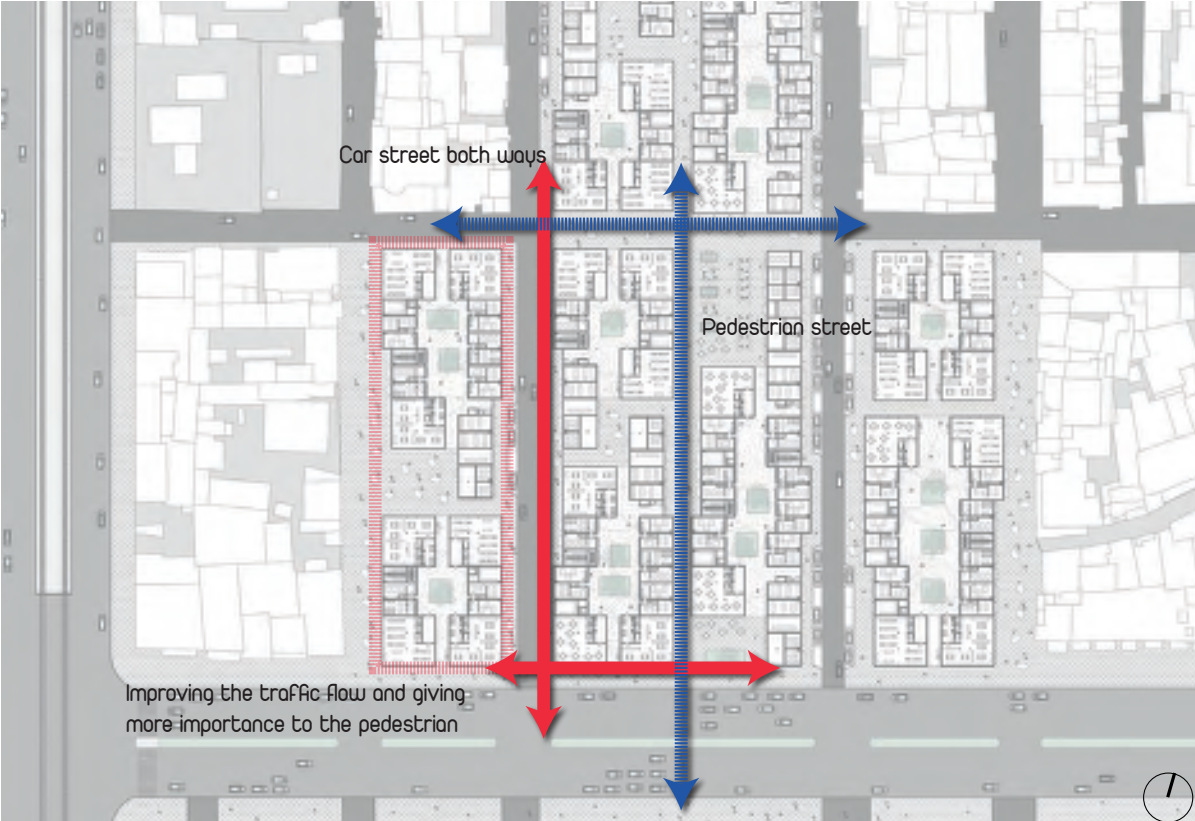 Car street both ways
Pedestrian street
Improving the traffic flow and giving
more importance to the pedestrian